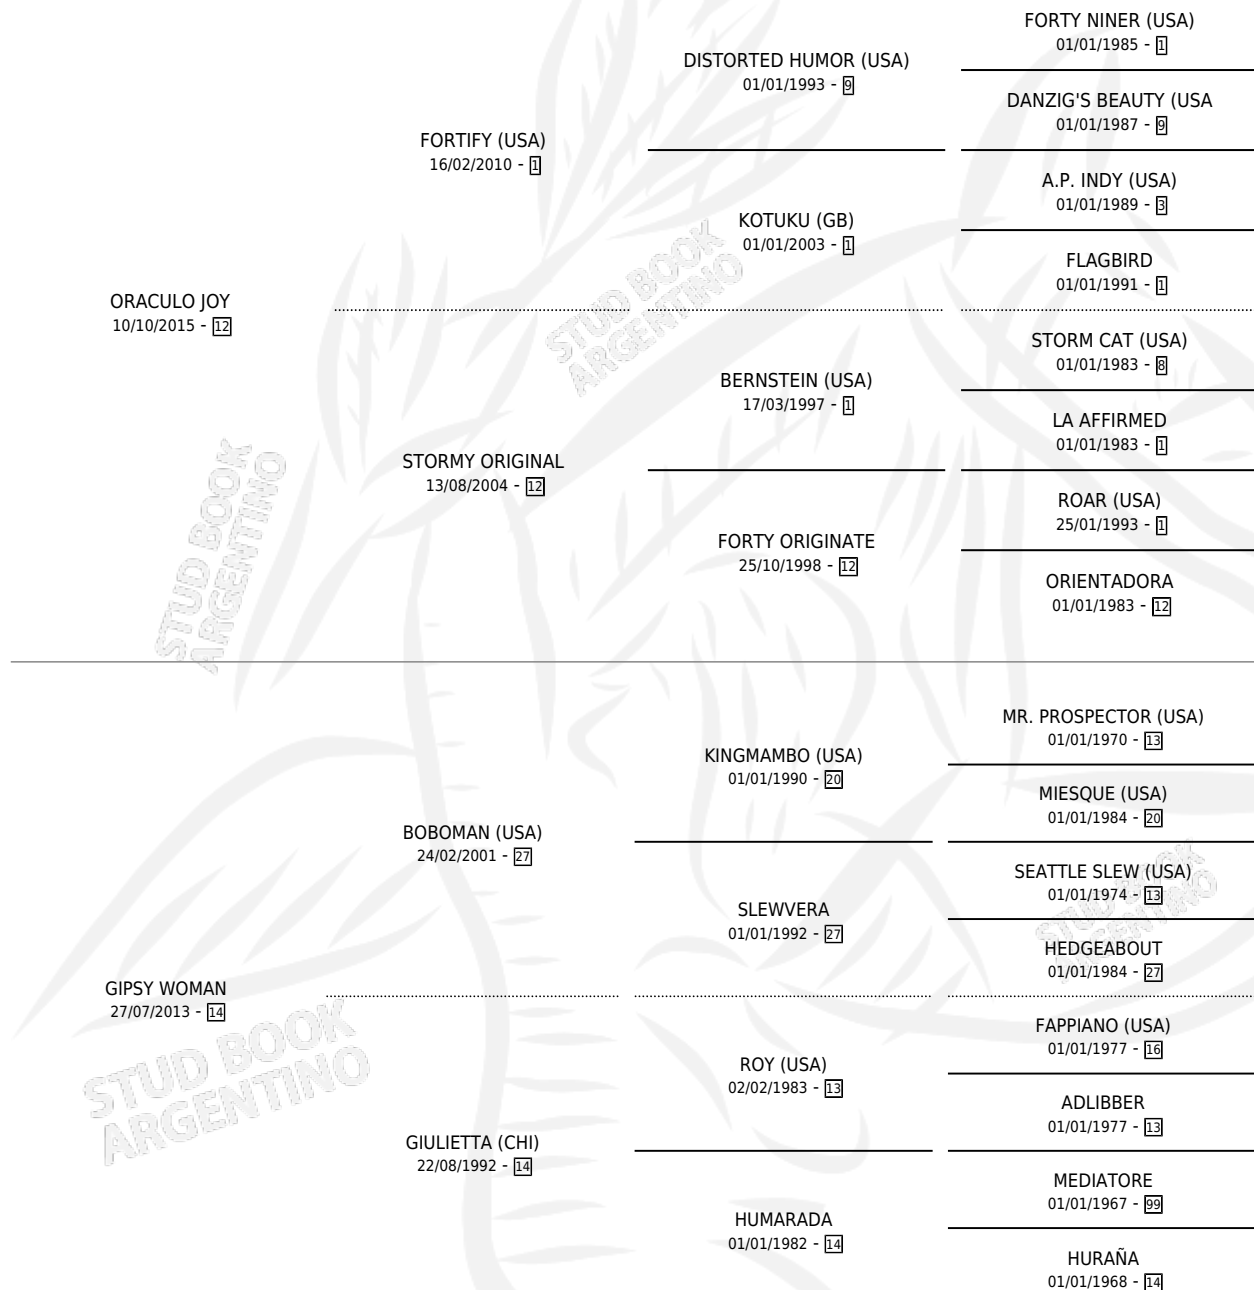 FORTY NINER (USA)
01/01/1985 - 1
DISTORTED HUMOR (USA)
01/01/1993 - 9
DANZIG'S BEAUTY (USA
01/01/1987 - 9
FORTIFY (USA)
16/02/2010 - 1
A.P. INDY (USA)
01/01/1989 - 3
KOTUKU (GB)
01/01/2003 - 1
FLAGBIRD
01/01/1991 - 1
ORACULO JOY
10/10/2015 - 12
STORM CAT (USA)
01/01/1983 - 8
BERNSTEIN (USA)
17/03/1997 - 1
LA AFFIRMED
01/01/1983 - 1
STORMY ORIGINAL
13/08/2004 - 12
ROAR (USA)
25/01/1993 - 1
FORTY ORIGINATE
25/10/1998 - 12
ORIENTADORA
01/01/1983 - 12
MR. PROSPECTOR (USA)
01/01/1970 - 13
KINGMAMBO (USA)
01/01/1990 - 20
MIESQUE (USA)
01/01/1984 - 20
BOBOMAN (USA)
24/02/2001 - 27
SEATTLE SLEW (USA)
01/01/1974 - 13
SLEWVERA
01/01/1992 - 27
HEDGEABOUT
01/01/1984 - 27
GIPSY WOMAN
27/07/2013 - 14
FAPPIANO (USA)
01/01/1977 - 16
ROY (USA)
02/02/1983 - 13
ADLIBBER
01/01/1977 - 13
GIULIETTA (CHI)
22/08/1992 - 14
MEDIATORE
01/01/1967 - 99
HUMARADA
01/01/1982 - 14
HURAÑA
01/01/1968 - 14
STUD BOOK
ARGENTINO
STUD BOOK
ARGENTINO
STUD BOOK
ARGENTINO
STUD BOOK
ARGENTINO